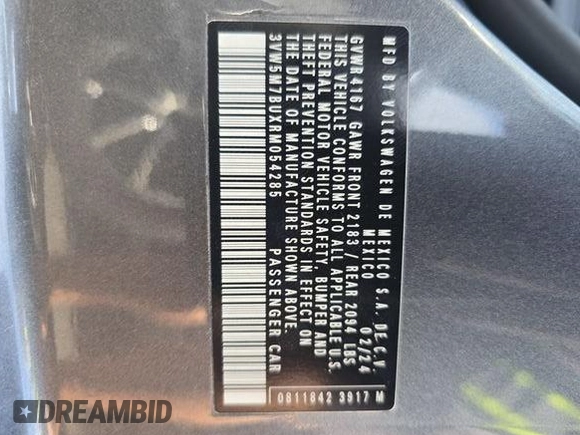 MFD BY VOLKSWAGEN DE MEXICO S.A. DE C.V
MEXICO 02/24
GVWR 4167 GAWR FRONT 2183 / REAR 2094 LBS
THIS VEHICLE CONFORMS TO ALL APPLICABLE U.S.
FEDERAL MOTOR VEHICLE SAFETY, BUMPER AND
THEFT PREVENTION STANDARDS IN EFFECT ON
THE DATE OF MANUFACTURE SHOWN ABOVE.
3VW5M7BUXRM054285 PASSENGER CAR
0811842 3917 M
DREAMBID